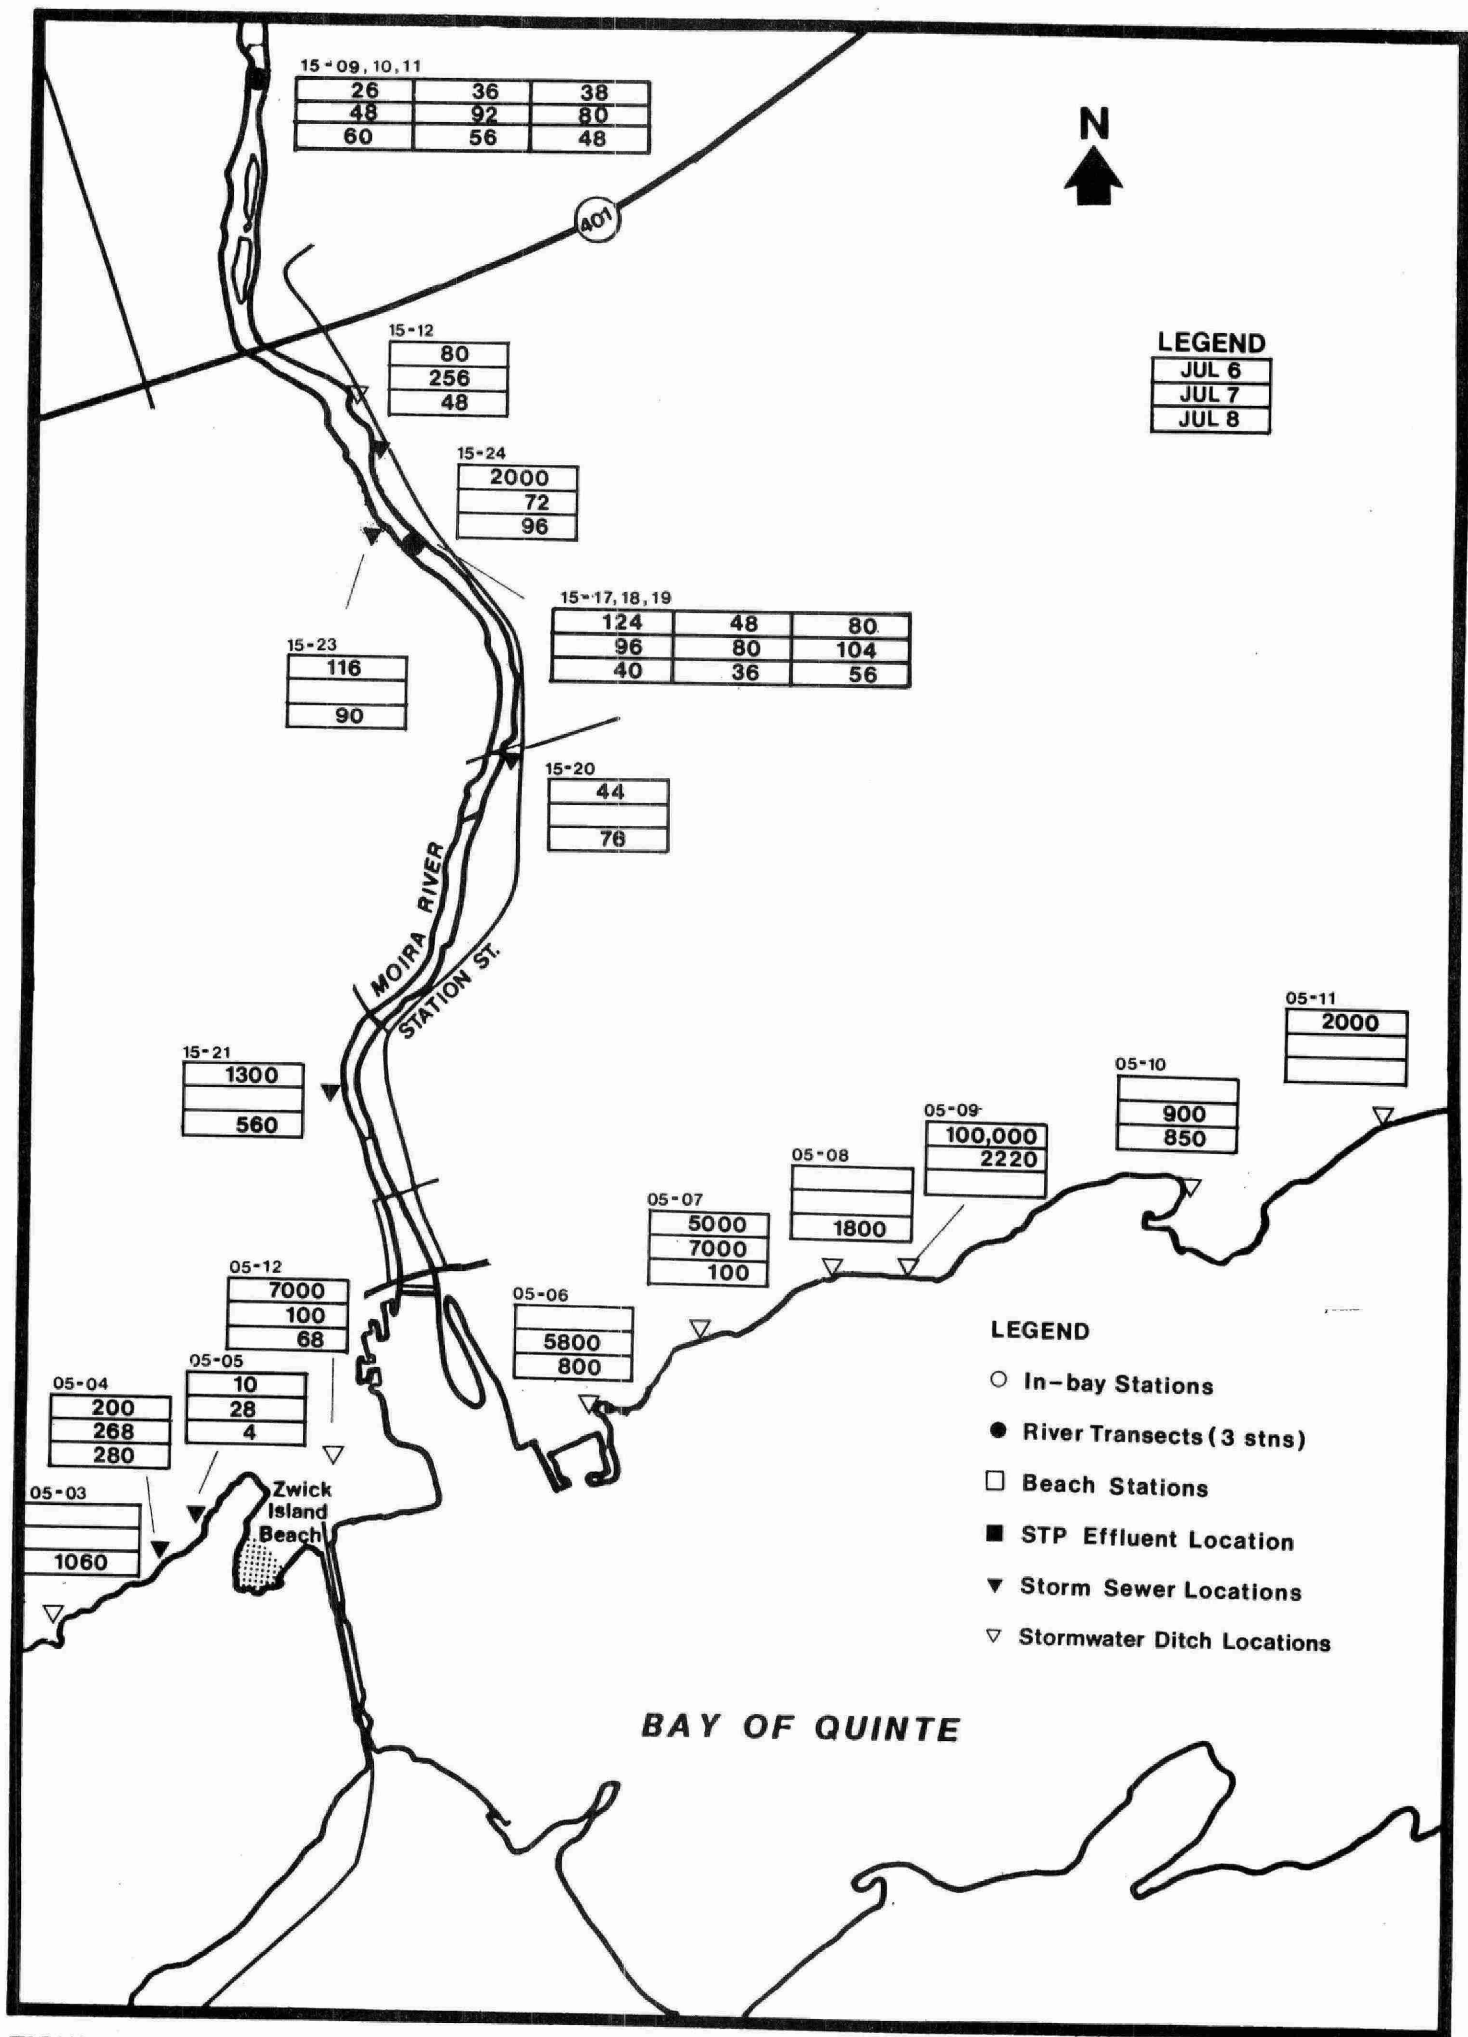 15-09, 10, 11
26 36 38
48 92 80
60 56 48
N
401
15-12
80
256
48
LEGEND
JUL 6
JUL 7
JUL 8
15-24
2000
72
96
15-17, 18, 19
124 48 80
96 80 104
40 36 56
15-23
116
90
15-20
44
76
MOIRA RIVER
STATION ST.
05-11
2000
15-21
1300
560
05-10
900
850
05-09
100,000
2220
05-08
1800
05-07
5000
7000
100
05-12
7000
100
68
05-06
5800
800
05-05
10
28
4
05-04
200
268
280
05-03
1060
Zwick
Island
Beach
LEGEND
In-bay Stations
River Transects (3 stns)
Beach Stations
STP Effluent Location
Storm Sewer Locations
Stormwater Ditch Locations
BAY OF QUINTE